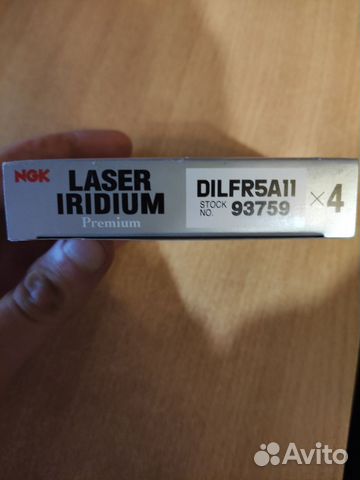 NGK
LASER
IRIDIUM
Premium
DILFR5A11
STOCK NO. 93759
×4
Avito